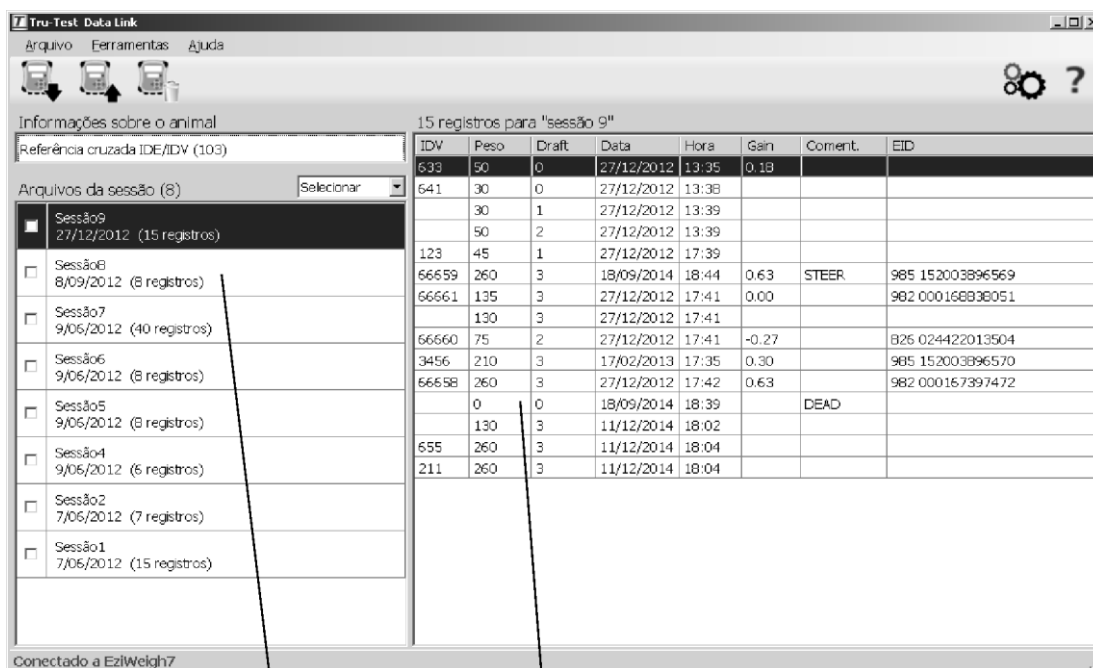 Tru-Test Data Link
Arquivo Ferramentas Ajuda
Informações sobre o animal
Referência cruzada IDE/IDV (103)
Arquivos da sessão (8) Selecionar
Sessão9
27/12/2012 (15 registros)
Sessão8
8/09/2012 (8 registros)
Sessão7
9/06/2012 (40 registros)
Sessão6
9/06/2012 (8 registros)
Sessão5
9/06/2012 (8 registros)
Sessão4
9/06/2012 (6 registros)
Sessão2
7/06/2012 (7 registros)
Sessão1
7/06/2012 (15 registros)
15 registros para "sessão 9"
IDV Peso Draft Data Hora Gain Coment. EID
633 50 0 27/12/2012 13:35 0.18
641 30 0 27/12/2012 13:38
30 1 27/12/2012 13:39
50 2 27/12/2012 13:39
123 45 1 27/12/2012 17:39
66659 260 3 18/09/2014 18:44 0.63 STEER 985 152003896569
66661 135 3 27/12/2012 17:41 0.00 982 000168838051
130 3 27/12/2012 17:41
66660 75 2 27/12/2012 17:41 -0.27 826 024422013504
3456 210 3 17/02/2013 17:35 0.30 985 152003896570
66658 260 3 27/12/2012 17:42 0.63 982 000167397472
0 0 18/09/2014 18:39 DEAD
130 3 11/12/2014 18:02
655 260 3 11/12/2014 18:04
211 260 3 11/12/2014 18:04
Conectado a EziWeigh7